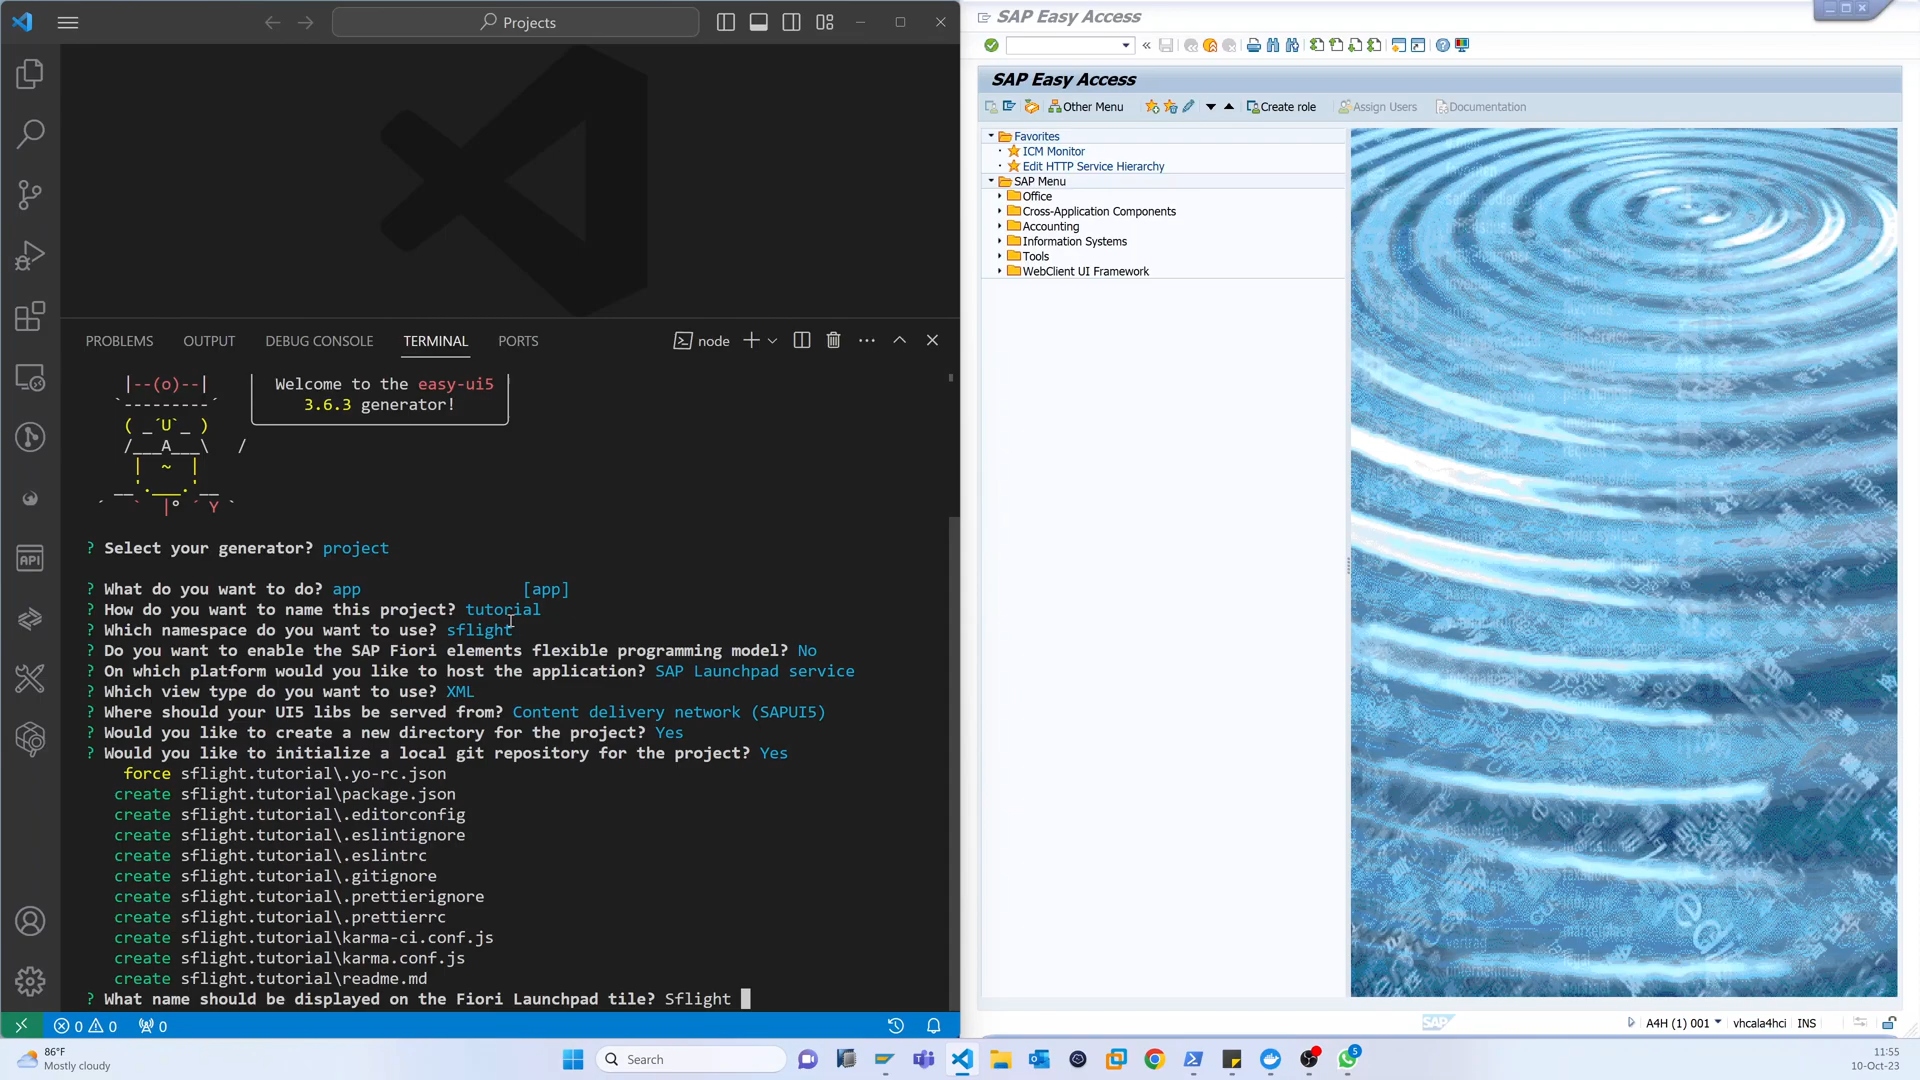 Projects
PROBLEMS OUTPUT DEBUG CONSOLE TERMINAL PORTS
node
|--(o)--| Welcome to the easy-ui5
`---------´ 3.6.3 generator!
( _´U`_ )
/___A___\ /
| ~ |
__'.___.'__
´ ` |° ´ Y `
? Select your generator? project
? What do you want to do? app [app]
? How do you want to name this project? tutorial
? Which namespace do you want to use? sflight
? Do you want to enable the SAP Fiori elements flexible programming model? No
? On which platform would you like to host the application? SAP Launchpad service
? Which view type do you want to use? XML
? Where should your UI5 libs be served from? Content delivery network (SAPUI5)
? Would you like to create a new directory for the project? Yes
? Would you like to initialize a local git repository for the project? Yes
force sflight.tutorial\.yo-rc.json
create sflight.tutorial\package.json
create sflight.tutorial\.editorconfig
create sflight.tutorial\.eslintignore
create sflight.tutorial\.eslintrc
create sflight.tutorial\.gitignore
create sflight.tutorial\.prettierignore
create sflight.tutorial\.prettierrc
create sflight.tutorial\karma-ci.conf.js
create sflight.tutorial\karma.conf.js
create sflight.tutorial\readme.md
? What name should be displayed on the Fiori Launchpad tile? Sflight
0 0 0
API
SAP Easy Access
SAP Easy Access
Other Menu Create role Assign Users Documentation
Favorites
ICM Monitor
Edit HTTP Service Hierarchy
SAP Menu
Office
Cross-Application Components
Accounting
Information Systems
Tools
WebClient UI Framework
SAP
A4H (1) 001 vhcala4hci INS
86°F
Mostly cloudy
Search
5
11:55
10-Oct-23